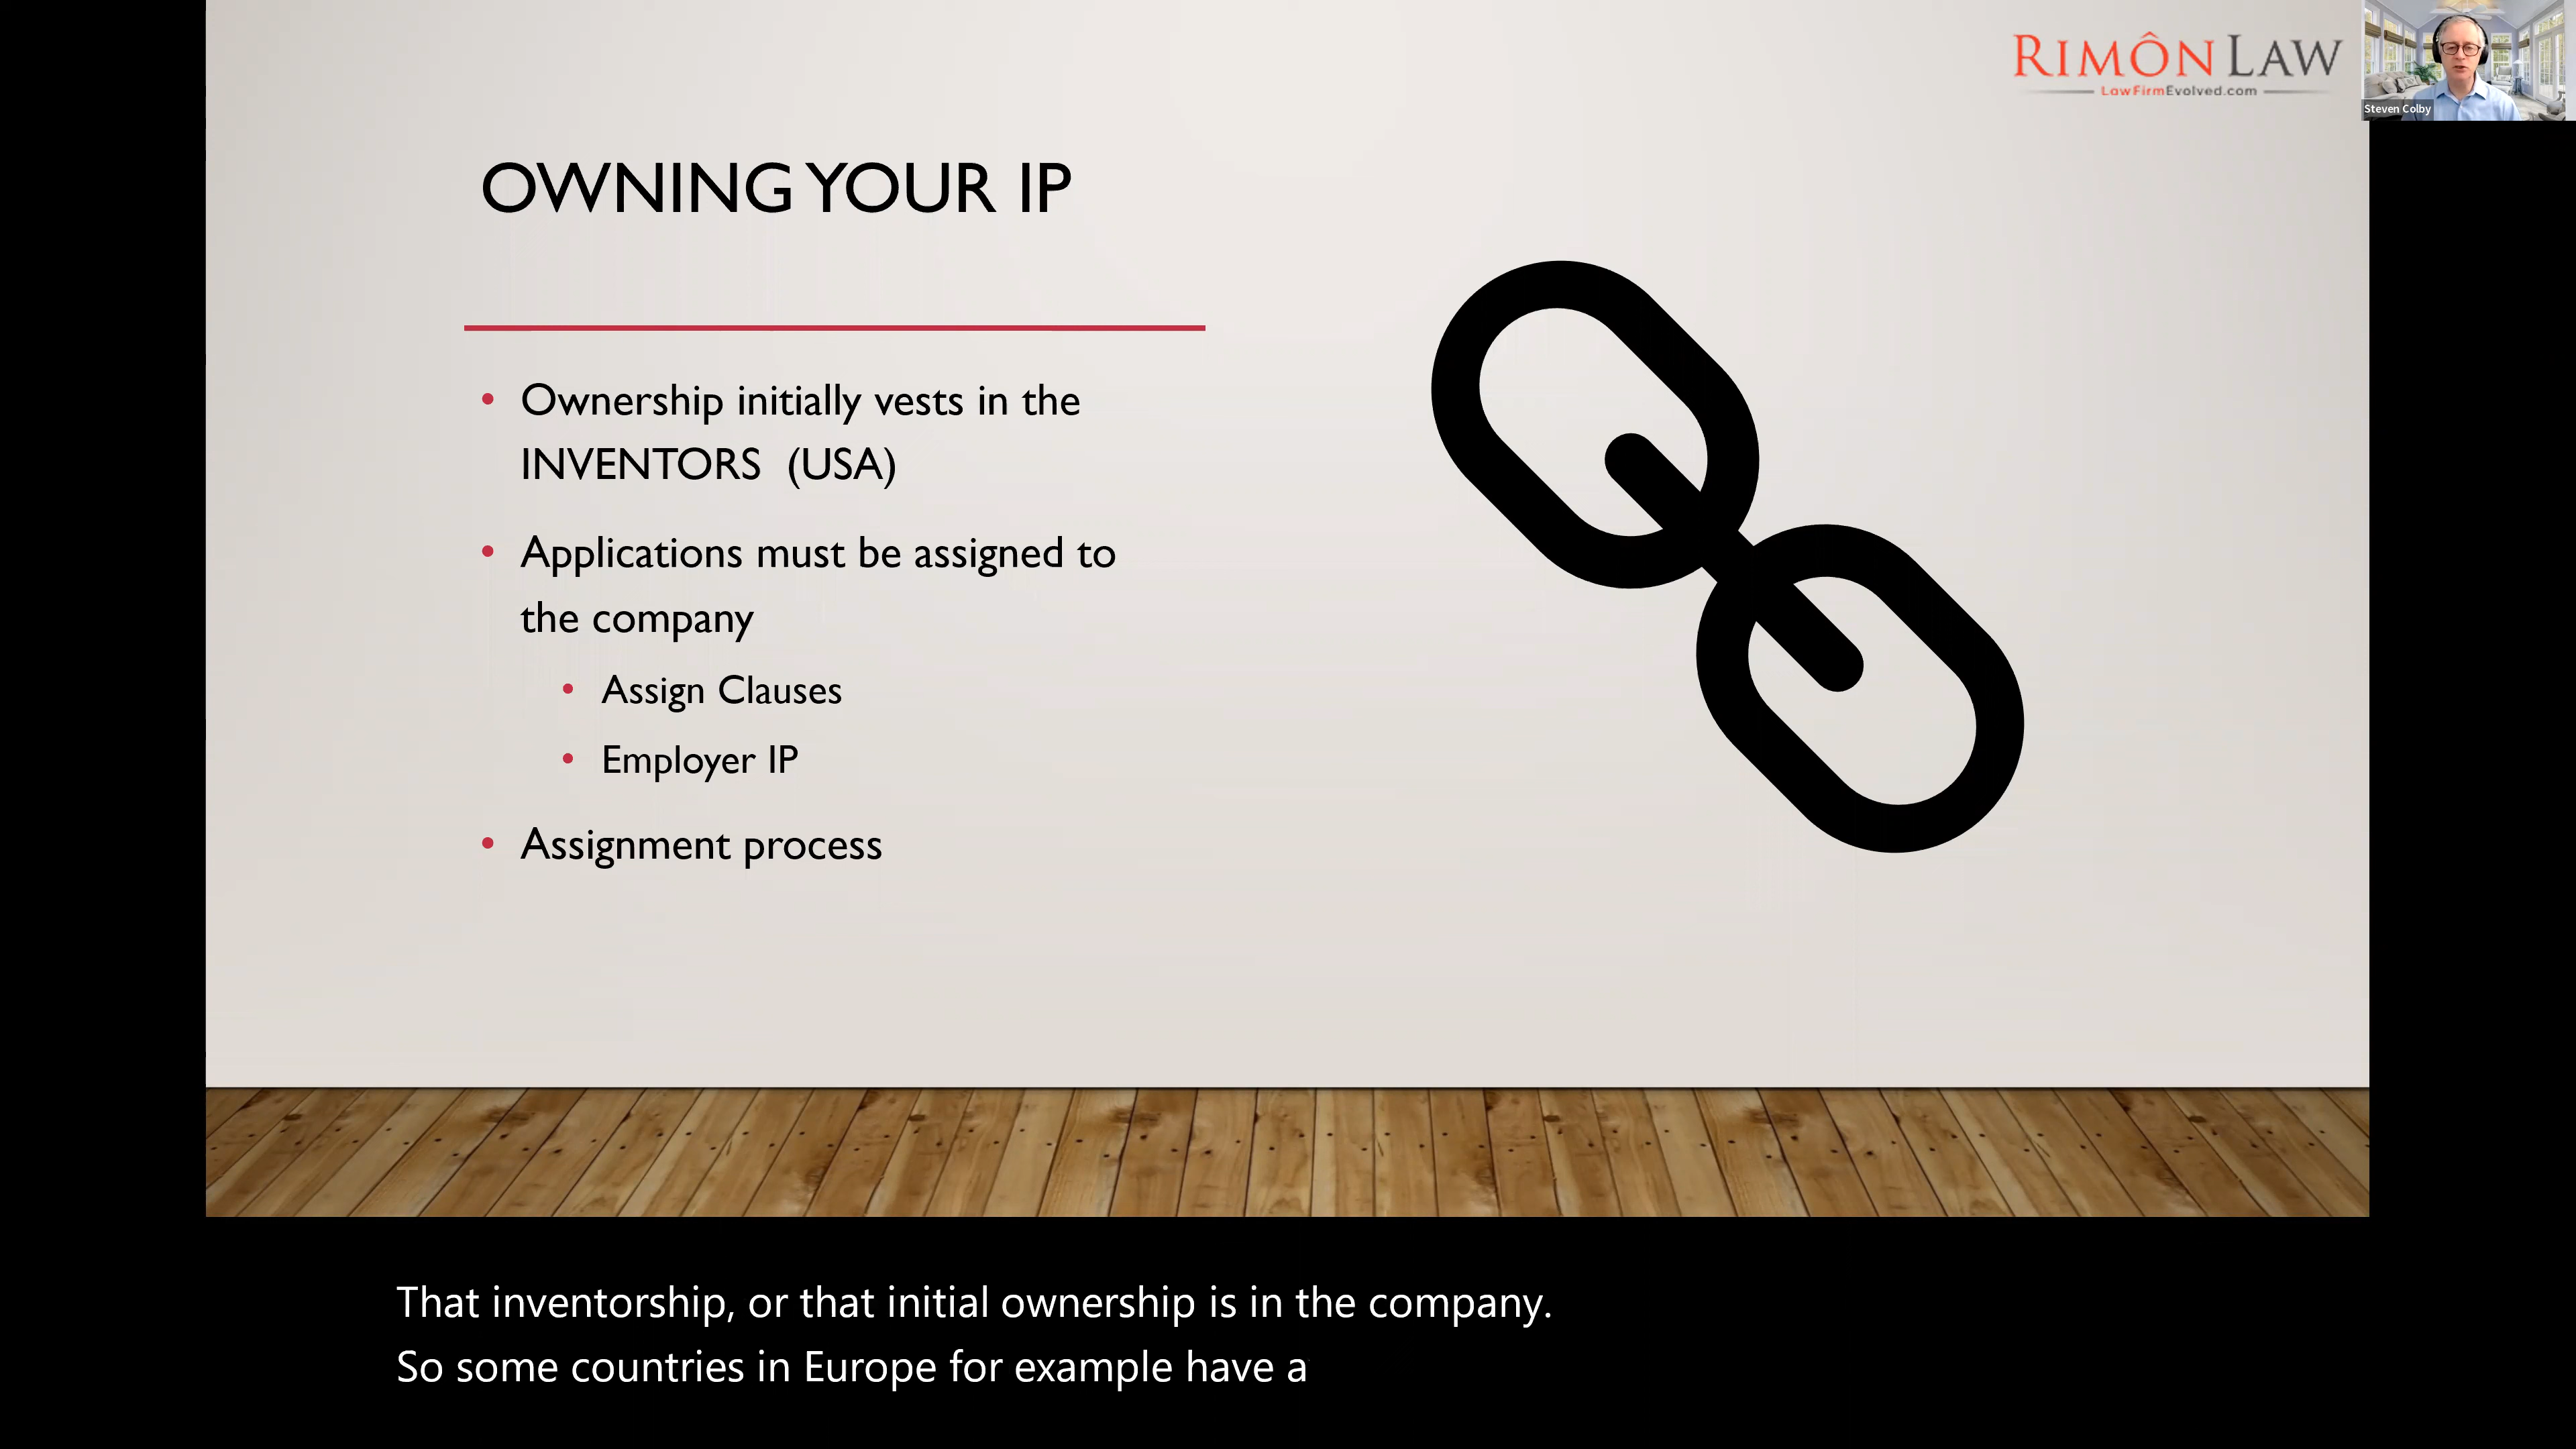 RIMÔN LAW
LawFirmEvolved.com
Steven Colby
OWNING YOUR IP
• Ownership initially vests in the
INVENTORS (USA)
• Applications must be assigned to
the company
• Assign Clauses
• Employer IP
• Assignment process
That inventorship, or that initial ownership is in the company.
So some countries in Europe for example have a